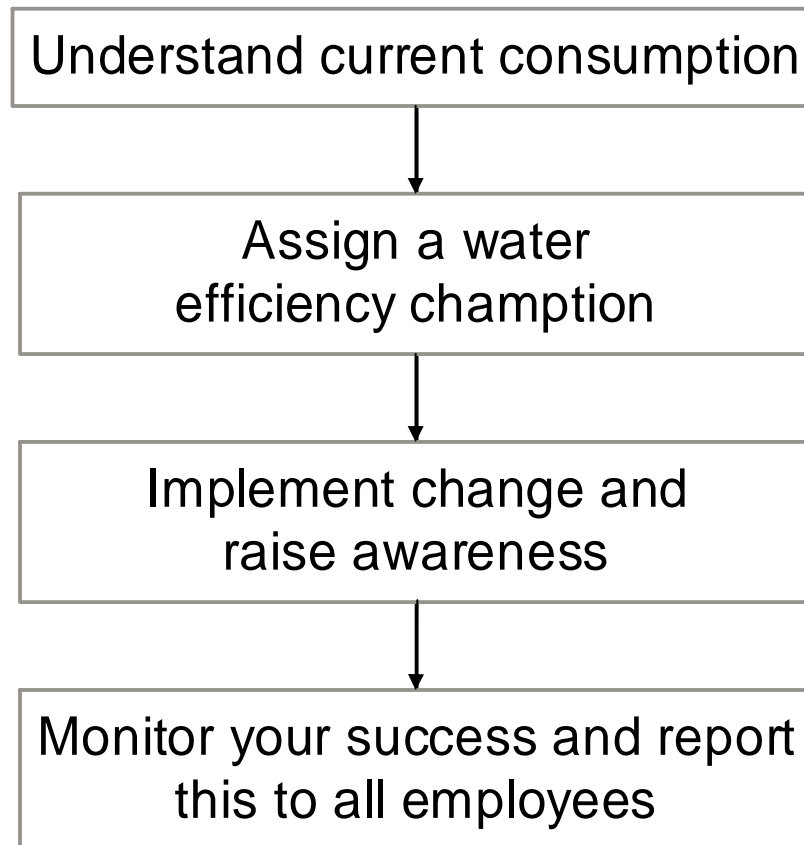 Understand current consumption
Assign a water
efficiency chamption
Implement change and
raise awareness
Monitor your success and report
this to all employees